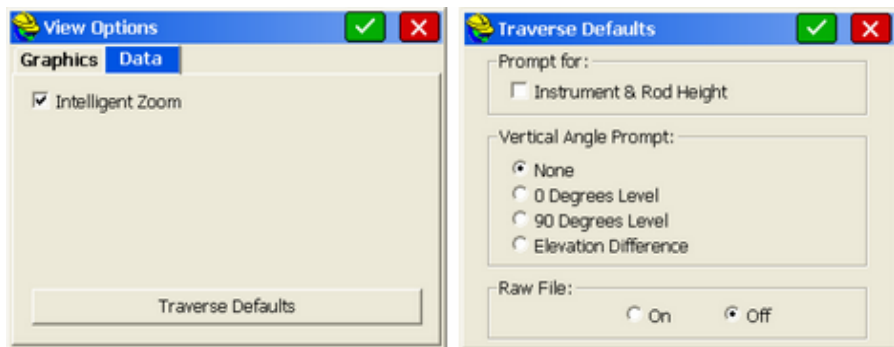 View Options
Graphics Data
Intelligent Zoom
Traverse Defaults
Traverse Defaults
Prompt for:
Instrument & Rod Height
Vertical Angle Prompt:
None
0 Degrees Level
90 Degrees Level
Elevation Difference
Raw File:
On Off